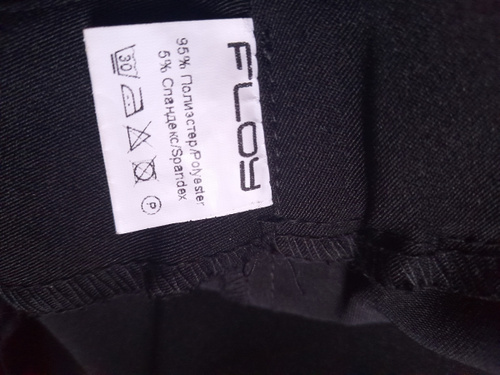 FLOY
95% Полиэстер/Polyester
5% Спандекс/Spandex
30
P